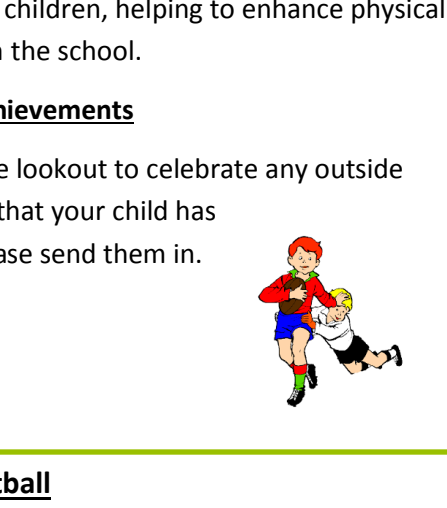 children, helping to enhance physical
the school.
hievements
e lookout to celebrate any outside
that your child has
ase send them in.
tball